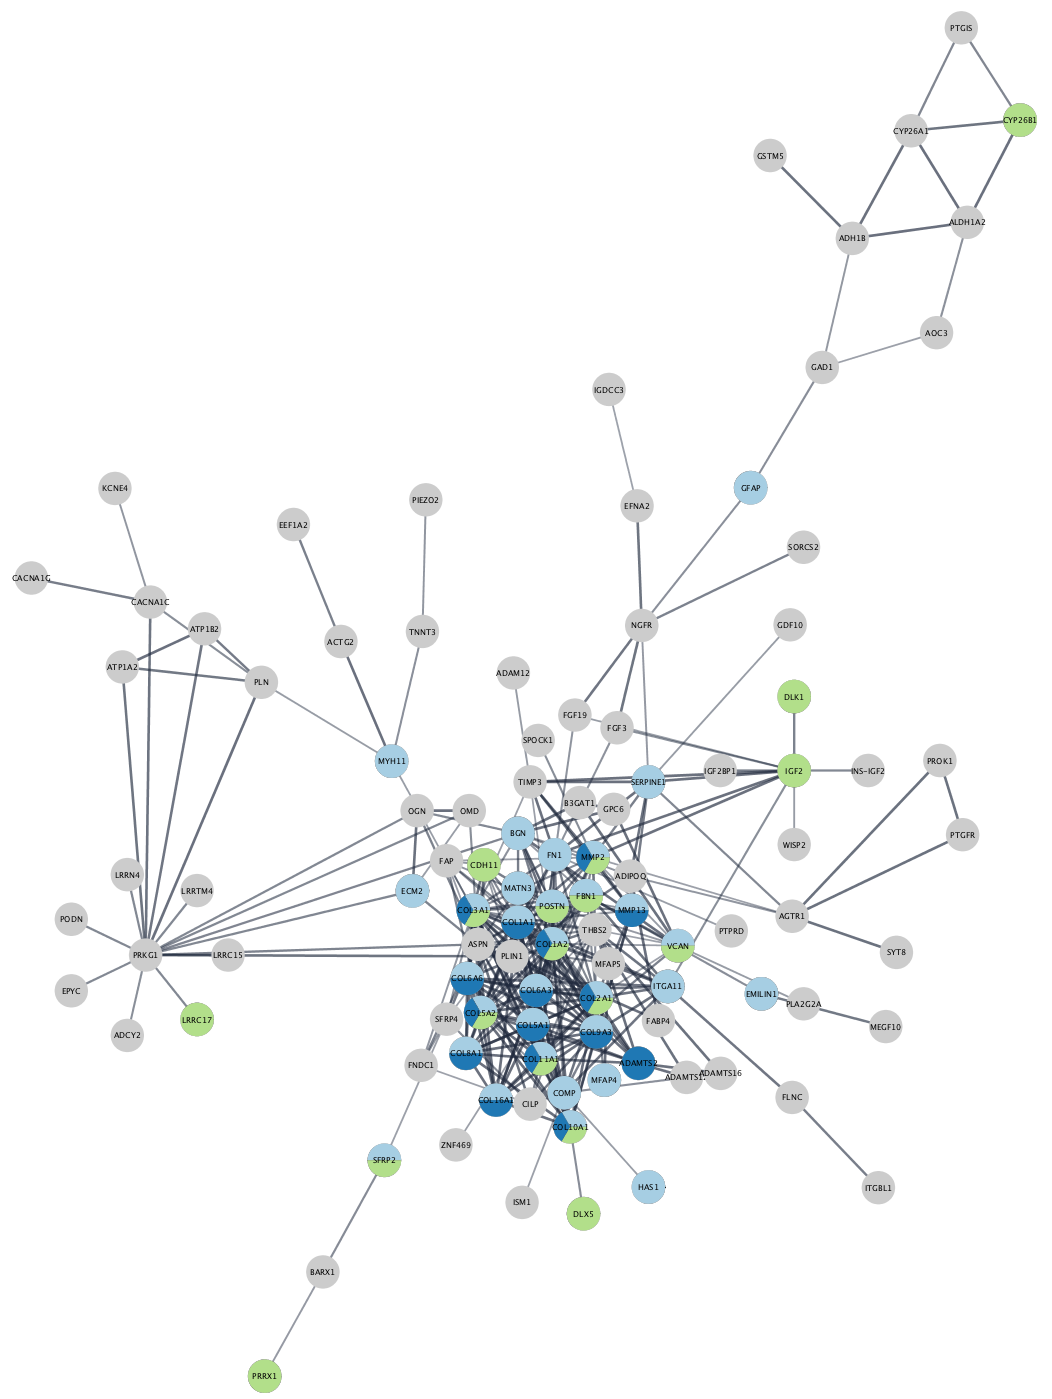 PTGIS
CYP26B1
CYP26A1
GSTM5
ALDH1A2
ADH1B
AOC3
GAD1
IGDCC3
GFAP
KCNE4
PIEZO2
EFNA2
EEF1A2
SORCS2
CACNA1G
CACNA1C
ATP1B2
NGFR
GDF10
TNNT3
ACTG2
ATP1A2
ADAM12
PLN
DLK1
FGF19
FGF3
SPOCK1
MYH11
PROK1
IGF2BP1
IGF2
INS-IGF2
TIMP3
SERPINE1
B3GAT1
GPC6
OGN
OMD
BGN
PTGFR
WISP2
FN1
MMP2
FAP
CDH11
LRRN4
ADIPOQ
LRRTM4
ECM2
MATN3
FBN1
POSTN
COL3A1
MMP13
AGTR1
PODN
COL1A1
THBS2
PTPRD
ASPN
COL1A2
VCAN
SYT8
PRKG1
LRRC15
PLIN1
MFAP5
COL6A6
EPYC
COL6A3
ITGA11
COL2A1
EMILIN1
PLA2G2A
LRRC17
SFRP4
COL5A2
COL5A1
FABP4
MEGF10
ADCY2
COL9A3
COL8A1
COL11A1
ADAMTS2
FNDC1
MFAP4
ADAMTS16
COMP
FLNC
COL16A1
CILP
COL10A1
ZNF469
SFRP2
HAS1
ITGBL1
ISM1
DLX5
BARX1
PRRX1